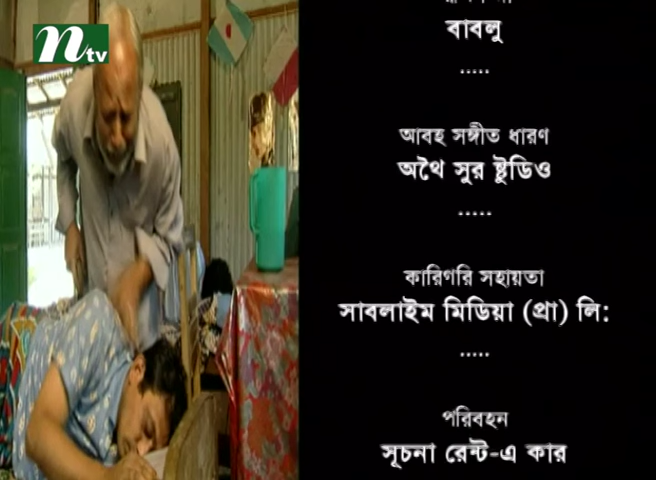 ntv
বাবলু
.....
আবহ সঙ্গীত ধারণ
অথৈ সুর ষ্টুডিও
.....
কারিগরি সহায়তা
সাবলাইম মিডিয়া (প্রা) লি:
.....
পরিবহন
সূচনা রেন্ট-এ কার